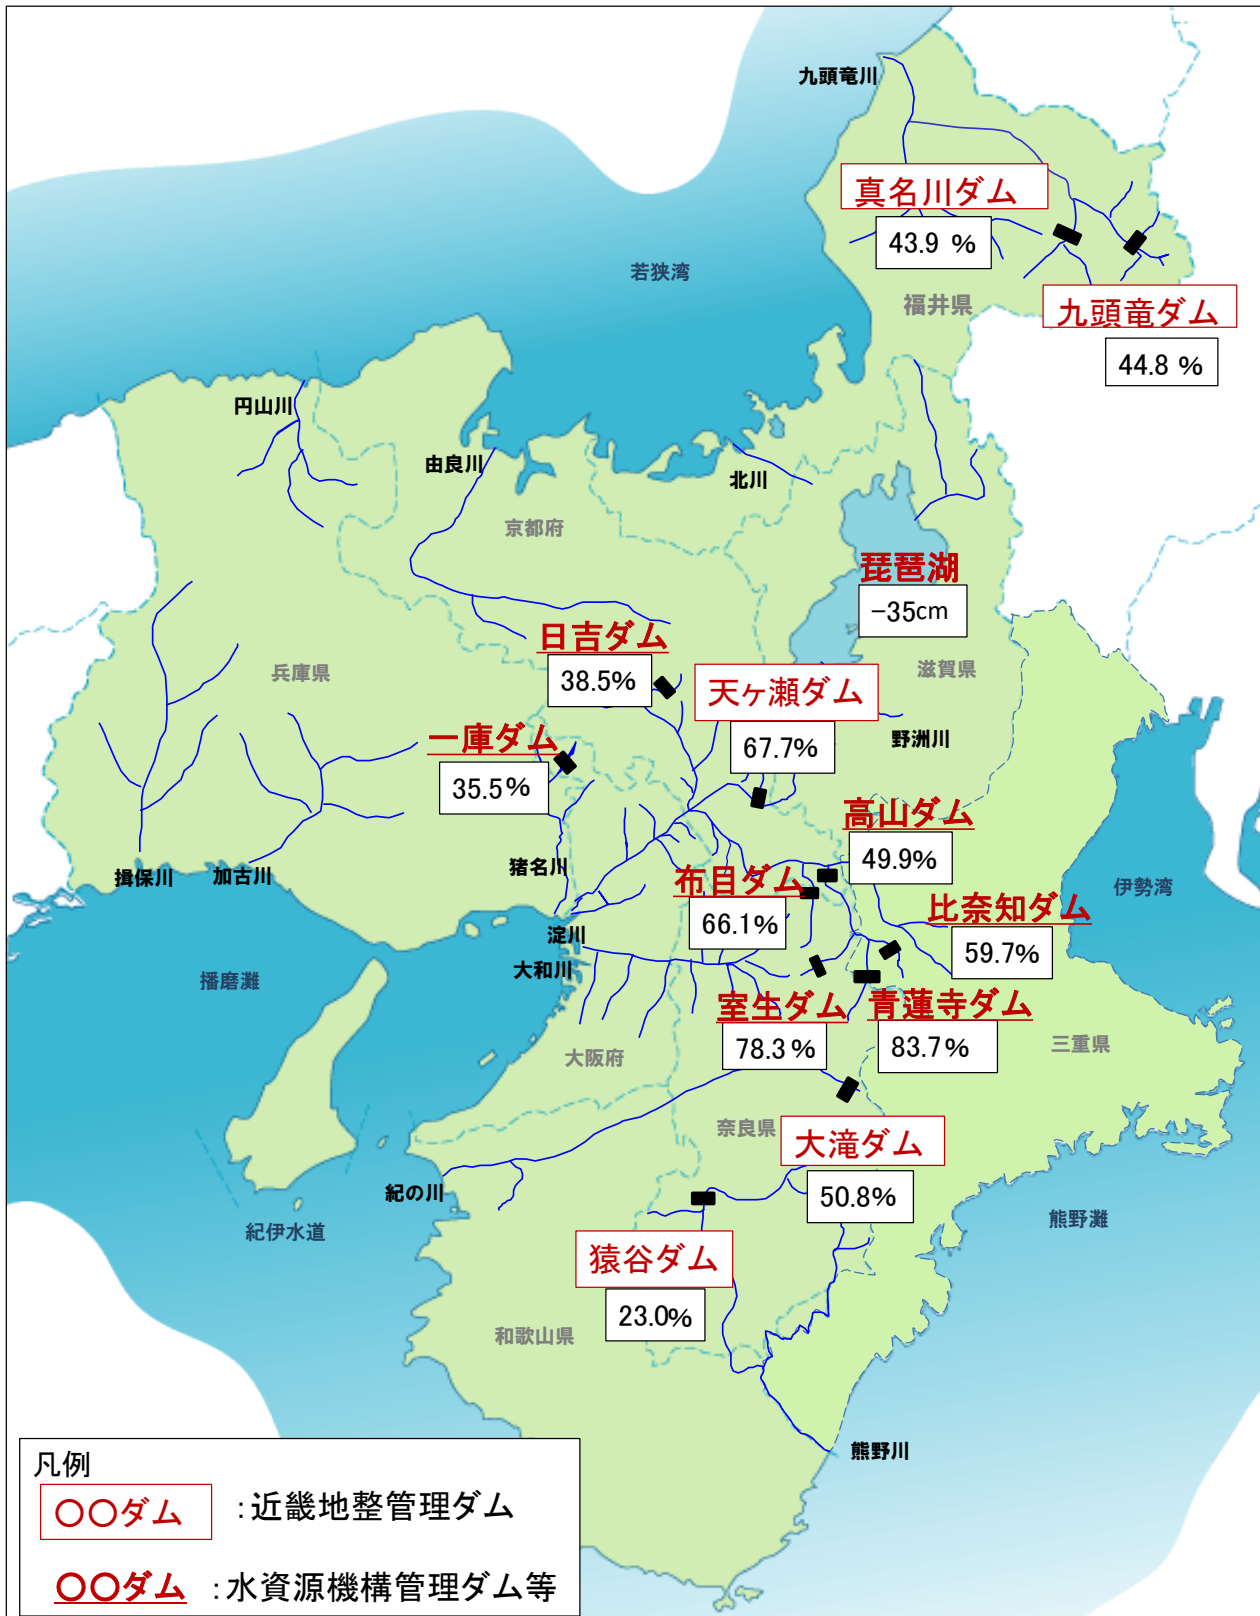 九頭竜川
真名川ダム
43.9 %
若狭湾
福井県
九頭竜ダム
44.8 %
円山川
由良川
北川
京都府
琵琶湖
-35cm
日吉ダム
38.5%
兵庫県
滋賀県
天ヶ瀬ダム
67.7%
野洲川
一庫ダム
35.5%
高山ダム
49.9%
揖保川
加古川
猪名川
布目ダム
66.1%
伊勢湾
比奈知ダム
59.7%
淀川
大和川
播磨灘
室生ダム
78.3%
青蓮寺ダム
83.7%
三重県
大阪府
奈良県
大滝ダム
50.8%
紀の川
紀伊水道
熊野灘
猿谷ダム
23.0%
和歌山県
熊野川
凡例
〇〇ダム :近畿地整管理ダム
〇〇ダム :水資源機構管理ダム等